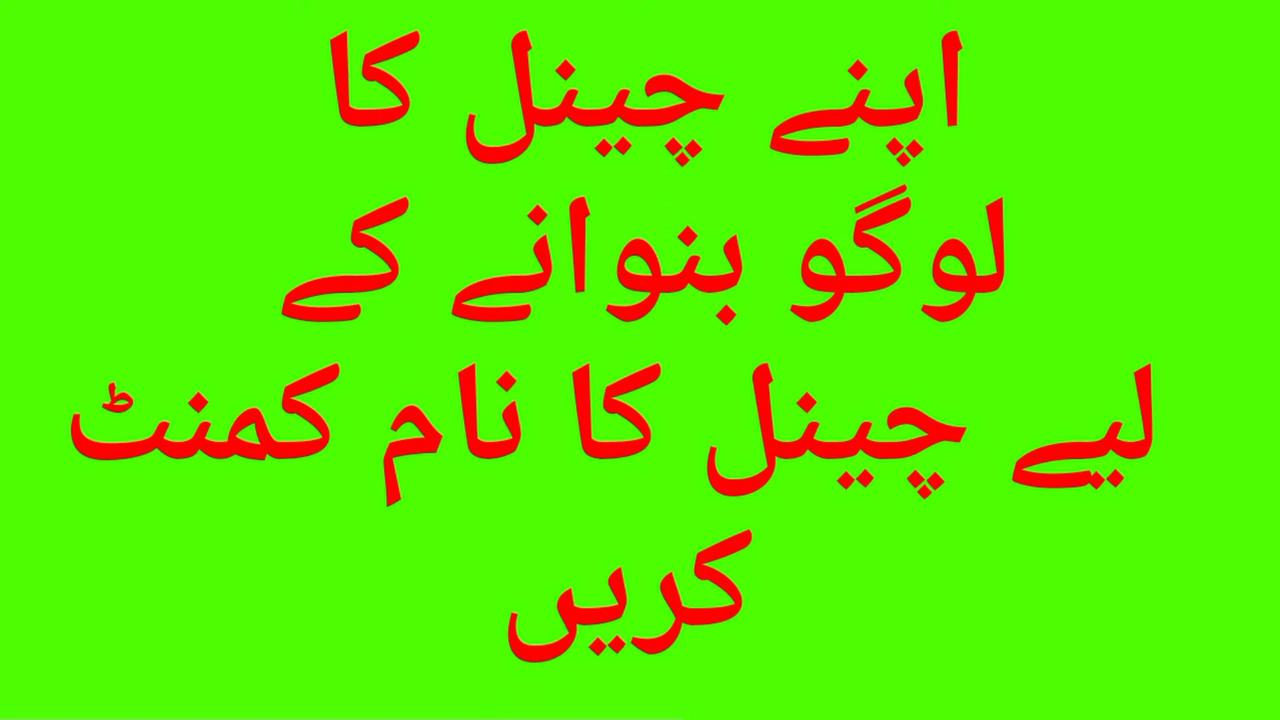 اپنے چینل کا
لوگو بنوانے کے
لیے چینل کا نام کمنٹ
کریں